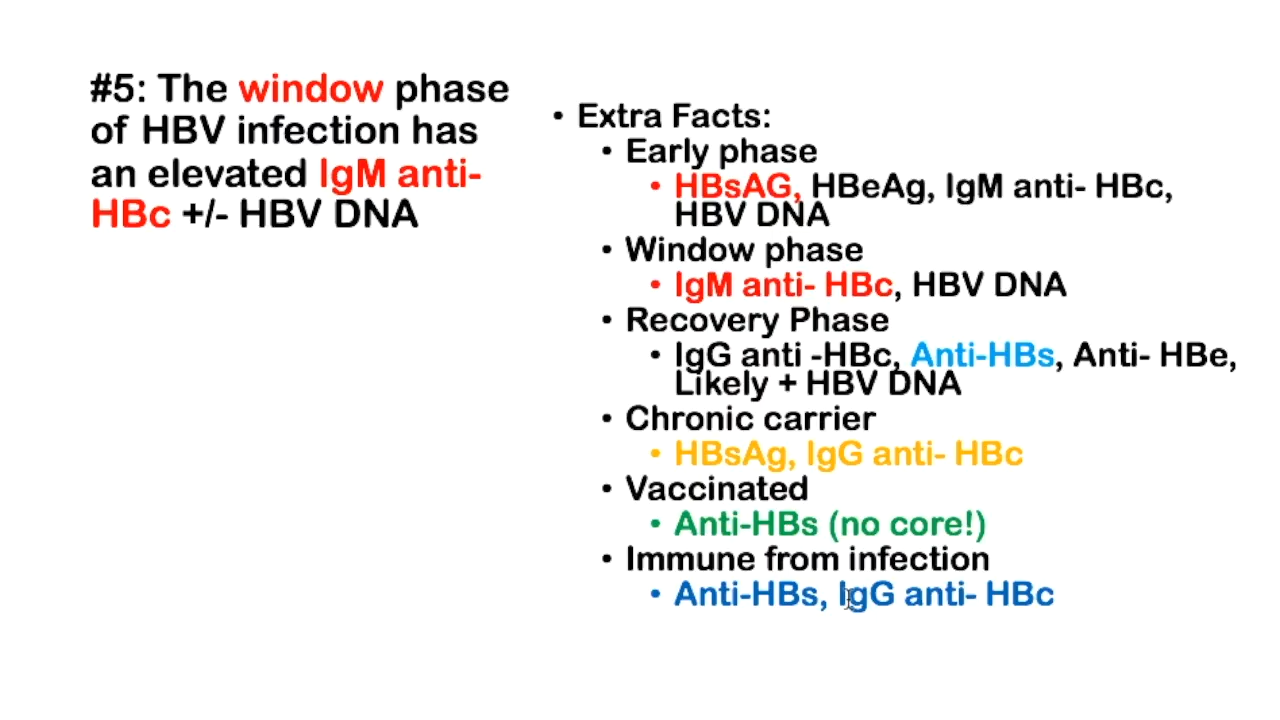 #5: The window phase
of HBV infection has
an elevated IgM anti-
HBc +/- HBV DNA
• Extra Facts:
• Early phase
• HBsAG, HBeAg, IgM anti- HBc,
HBV DNA
• Window phase
• IgM anti- HBc, HBV DNA
• Recovery Phase
• IgG anti -HBc, Anti-HBs, Anti- HBe,
Likely + HBV DNA
• Chronic carrier
• HBsAg, IgG anti- HBc
• Vaccinated
• Anti-HBs (no core!)
• Immune from infection
• Anti-HBs, IgG anti- HBc